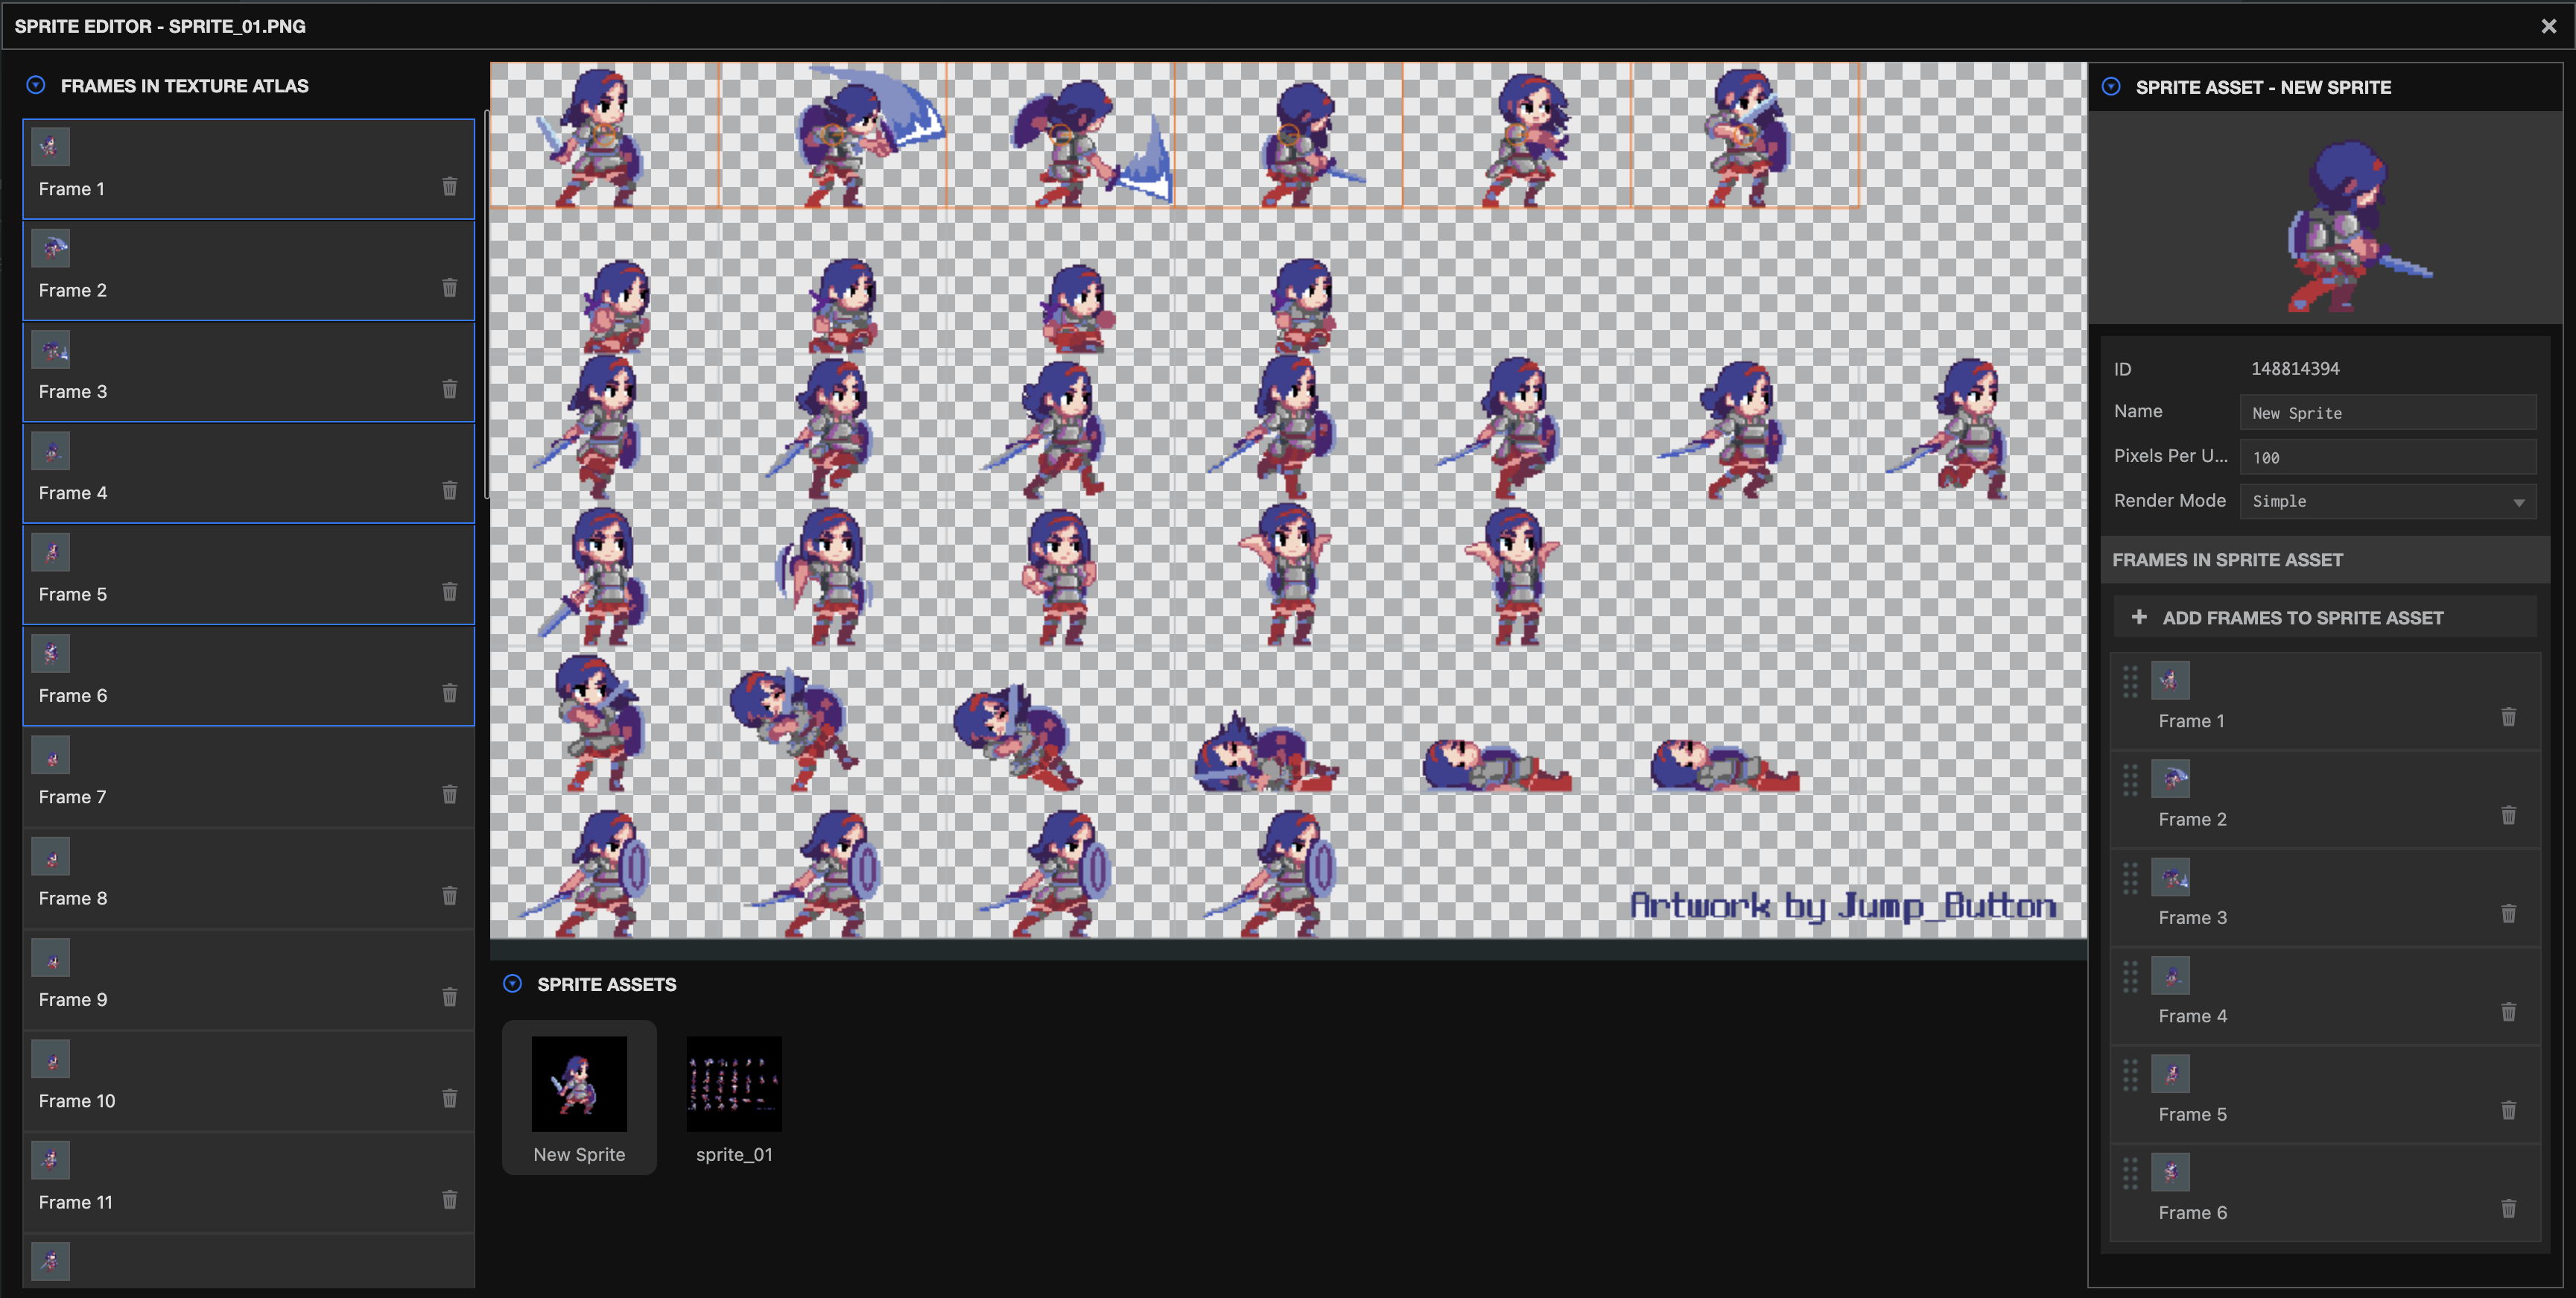 SPRITE EDITOR - SPRITE_01.PNG
FRAMES IN TEXTURE ATLAS
Frame 1
Frame 2
Frame 3
Frame 4
Frame 5
Frame 6
Frame 7
Frame 8
Frame 9
Frame 10
Frame 11
Artwork by Jump_Button
SPRITE ASSETS
New Sprite
sprite_01
SPRITE ASSET - NEW SPRITE
ID 148814394
Name New Sprite
Pixels Per U... 100
Render Mode Simple
FRAMES IN SPRITE ASSET
ADD FRAMES TO SPRITE ASSET
Frame 1
Frame 2
Frame 3
Frame 4
Frame 5
Frame 6